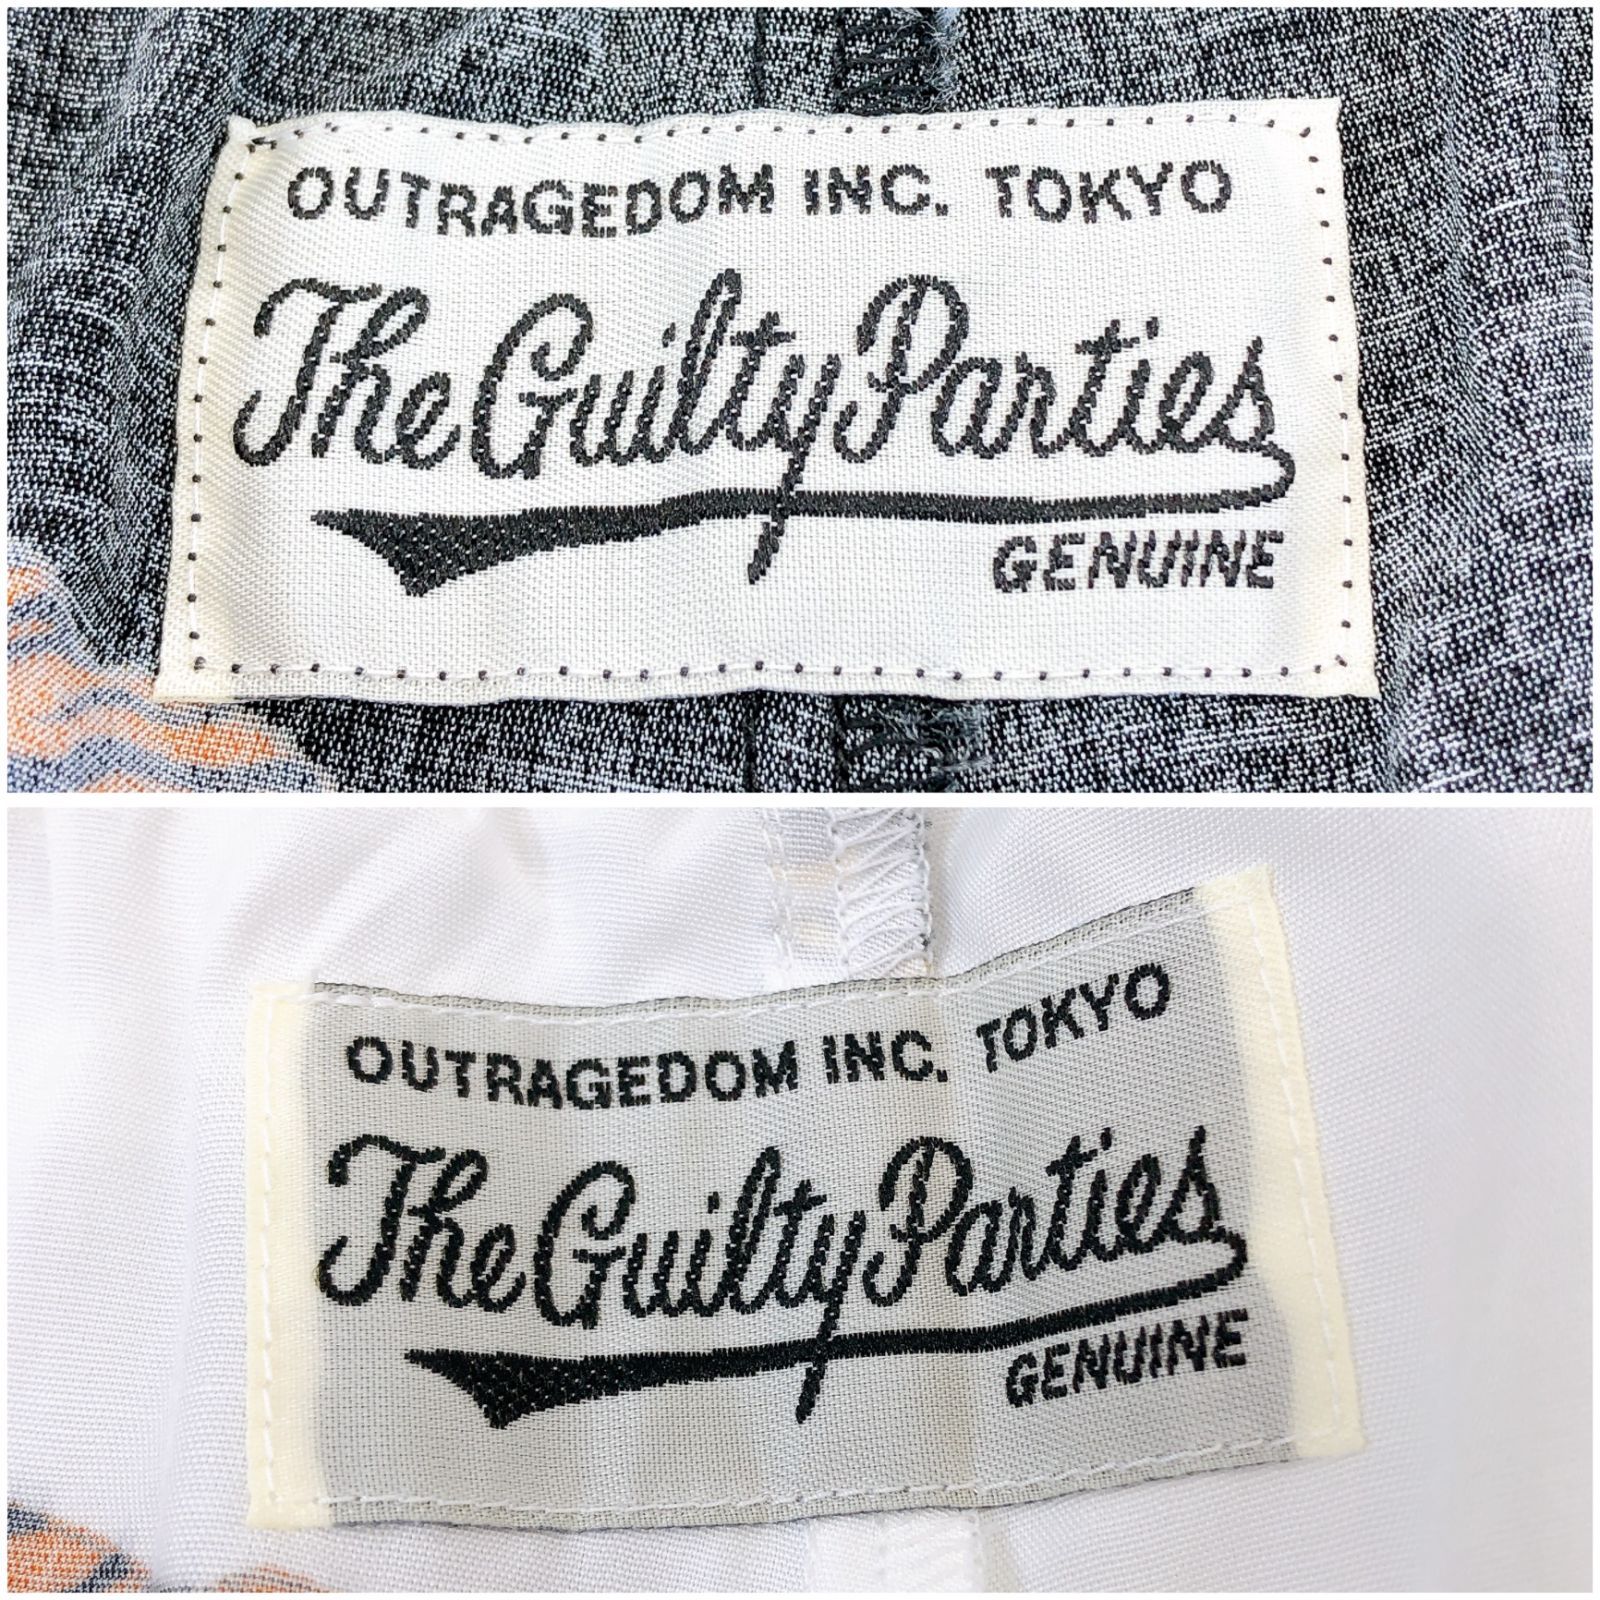 OUTRAGEDOM INC. TOKYO
The Guilty Parties
GENUINE
OUTRAGEDOM INC. TOKYO
The Guilty Parties
GENUINE